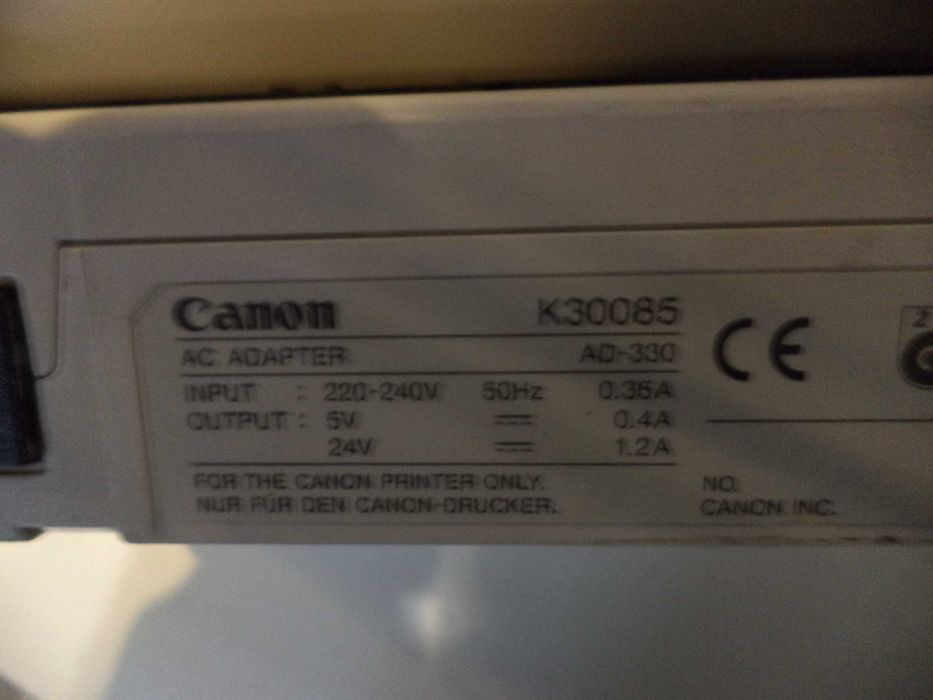 Canon K30085
AC ADAPTER AD-330
INPUT : 220-240V 50Hz 0.35A
OUTPUT : 5V ⎓ 0.4A
24V ⎓ 1.2A
FOR THE CANON PRINTER ONLY.
NUR FÜR DEN CANON-DRUCKER.
CE
2
NO.
CANON INC.